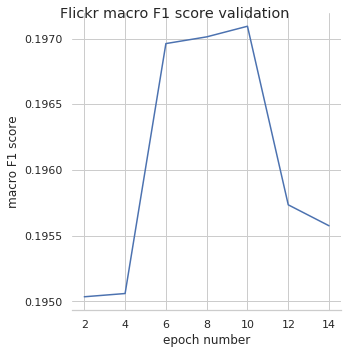 Flickr macro F1 score validation
macro F1 score
0.1970
0.1965
0.1960
0.1955
0.1950
2 4 6 8 10 12 14
epoch number